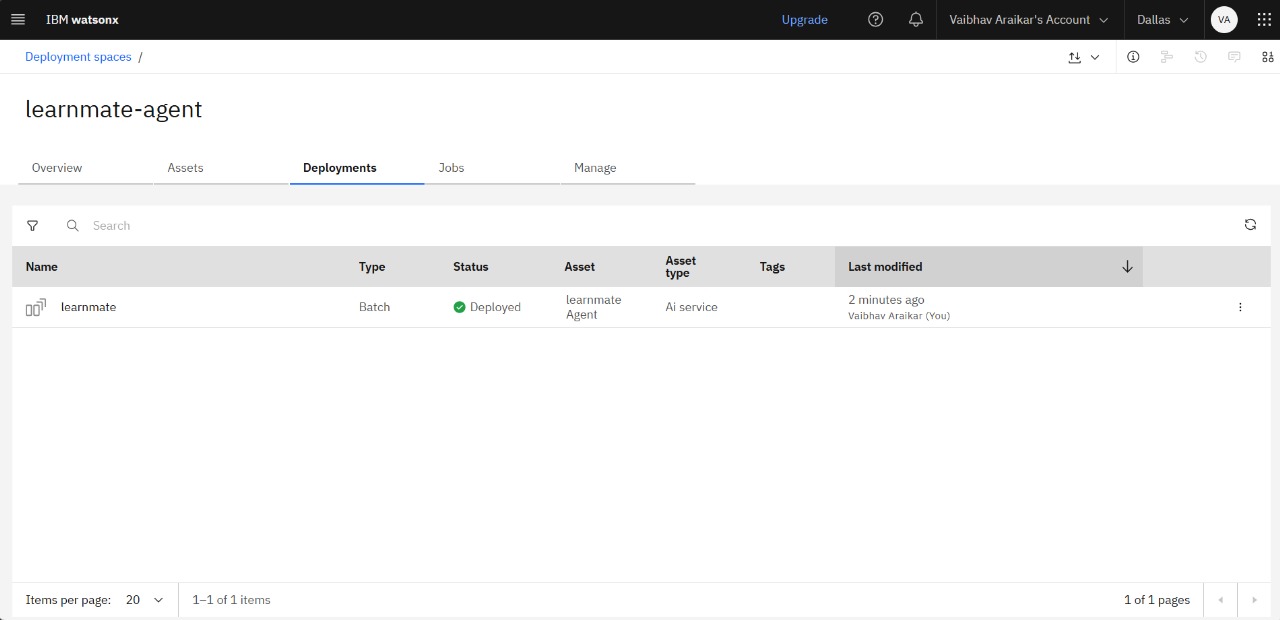 IBM watsonx
Upgrade
Vaibhav Araikar's Account
Dallas
VA
Deployment spaces /
learnmate-agent
Overview
Assets
Deployments
Jobs
Manage
Search
Name
Type
Status
Asset
Asset
type
Tags
Last modified
learnmate
Batch
Deployed
learnmate
Agent
Ai service
2 minutes ago
Vaibhav Araikar (You)
Items per page: 20
1–1 of 1 items
1 of 1 pages